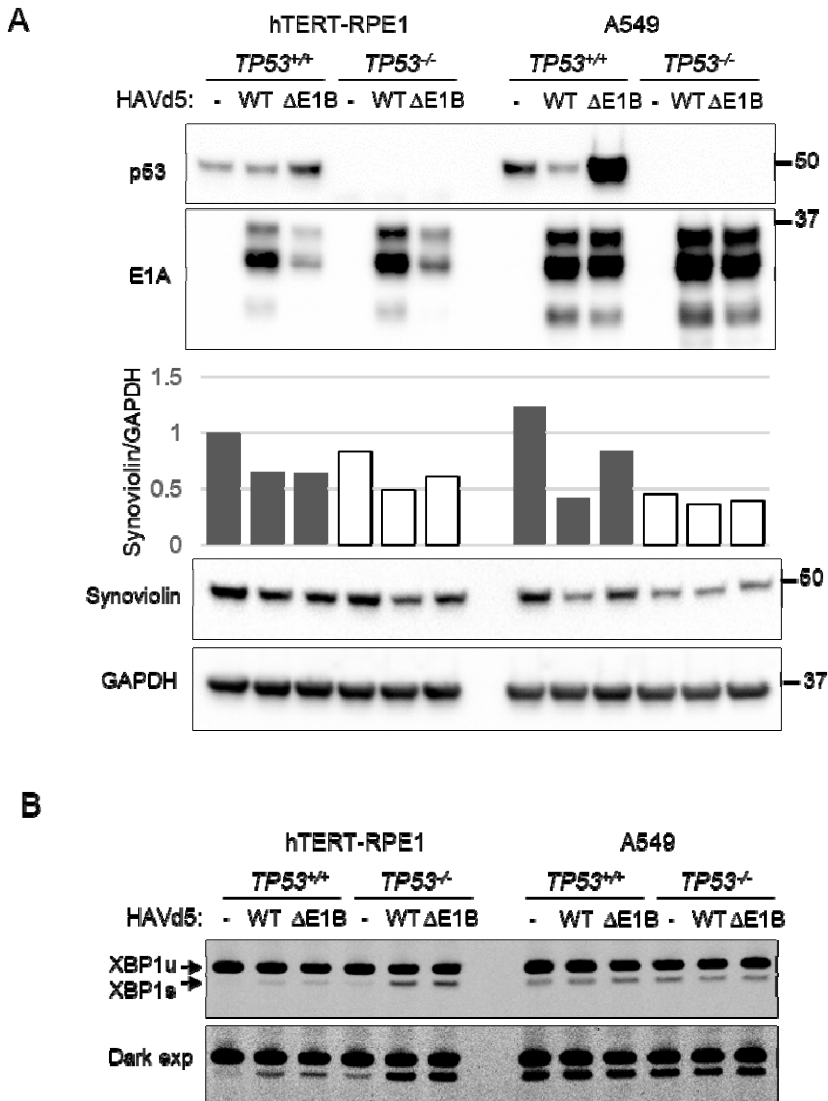 A
hTERT-RPE1 A549
TP53+/+ TP53-/- TP53+/+ TP53-/-
HAVd5: - WT ΔE1B - WT ΔE1B - WT ΔE1B - WT ΔE1B
p53 50
37
E1A
Synoviolin/GAPDH
1.5
1
0.5
0
Synoviolin 50
GAPDH 37
B
hTERT-RPE1 A549
TP53+/+ TP53-/- TP53+/+ TP53-/-
HAVd5: - WT ΔE1B - WT ΔE1B - WT ΔE1B - WT ΔE1B
XBP1u
XBP1s
Dark exp